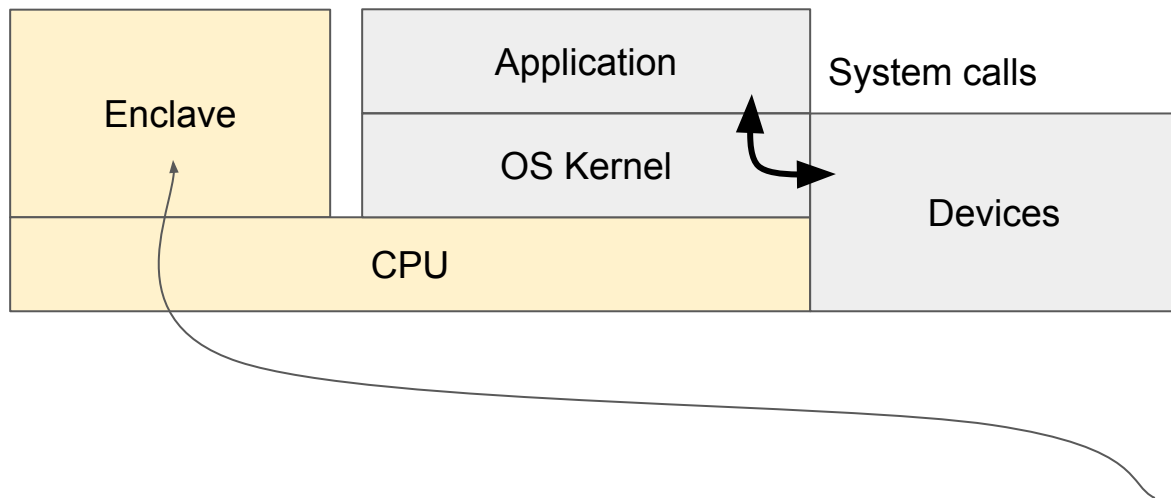 Application
System calls
Enclave
OS Kernel
Devices
CPU